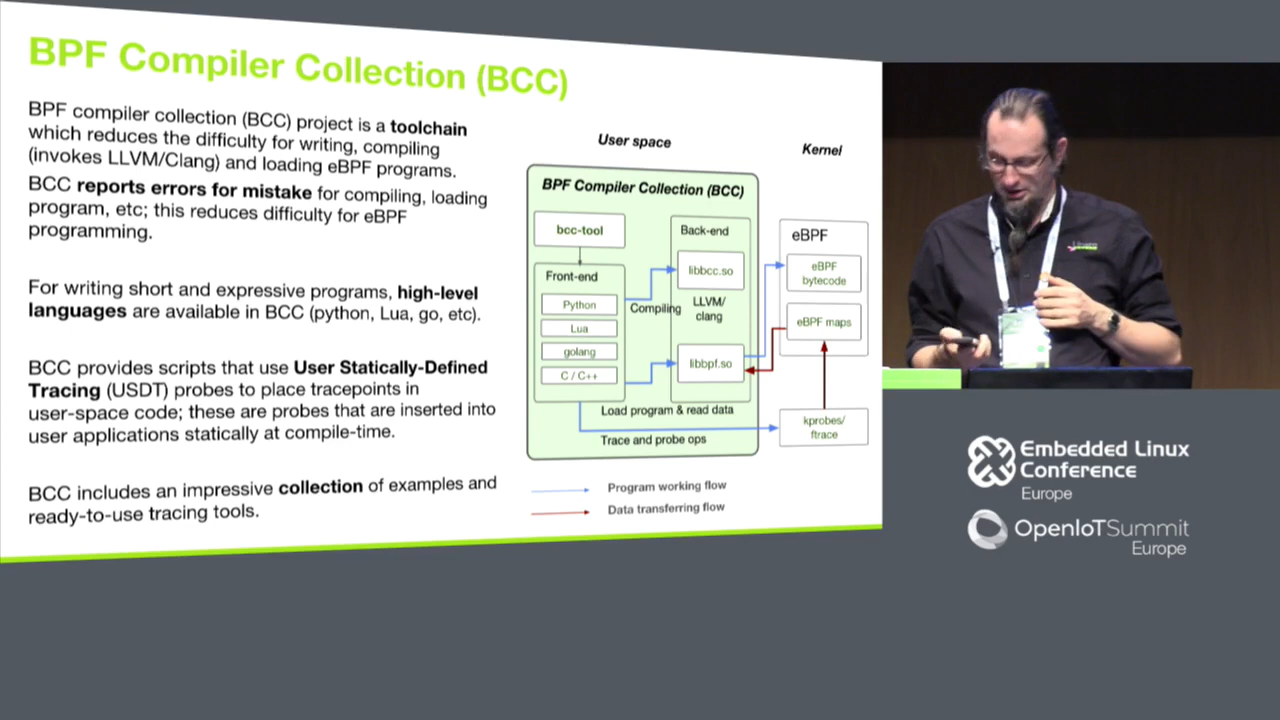 BPF Compiler Collection (BCC)
BPF compiler collection (BCC) project is a toolchain
which reduces the difficulty for writing, compiling
(invokes LLVM/Clang) and loading eBPF programs.
BCC reports errors for mistake for compiling, loading
program, etc; this reduces difficulty for eBPF
programming.
For writing short and expressive programs, high-level
languages are available in BCC (python, Lua, go, etc).
BCC provides scripts that use User Statically-Defined
Tracing (USDT) probes to place tracepoints in
user-space code; these are probes that are inserted into
user applications statically at compile-time.
BCC includes an impressive collection of examples and
ready-to-use tracing tools.
User space
Kernel
BPF Compiler Collection (BCC)
bcc-tool
Front-end
Python
Lua
golang
C / C++
Compiling
Back-end
libbcc.so
LLVM/
clang
libbpf.so
Load program & read data
Trace and probe ops
eBPF
eBPF
bytecode
eBPF maps
kprobes/
ftrace
Program working flow
Data transferring flow
Embedded Linux
Conference
Europe
OpenIoTSummit
Europe